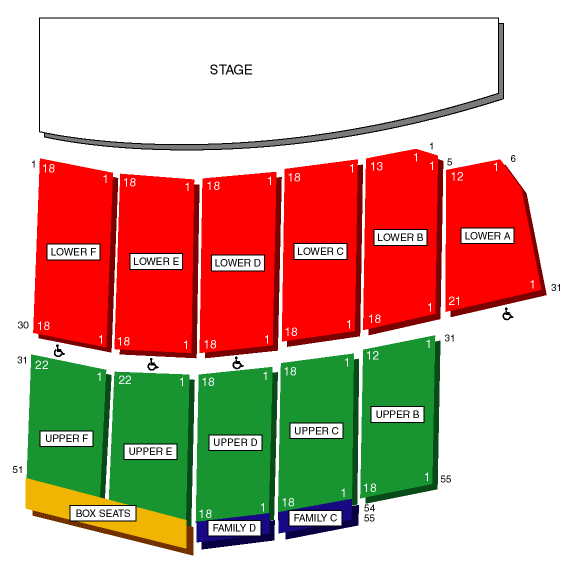 STAGE
1 18 1
18 1
18 1
18 1
13 1 1
1 5
12 1 6
LOWER F
LOWER E
LOWER D
LOWER C
LOWER B
LOWER A
30 18 1
18 1
18 1
18 1
18 1
21 1 31
31 22 1
22 1
18 1
18 1
12 1 31
UPPER F
UPPER E
UPPER D
UPPER C
UPPER B
51
18 1
18 1
18 1 55
BOX SEATS
FAMILY D
FAMILY C
54
55